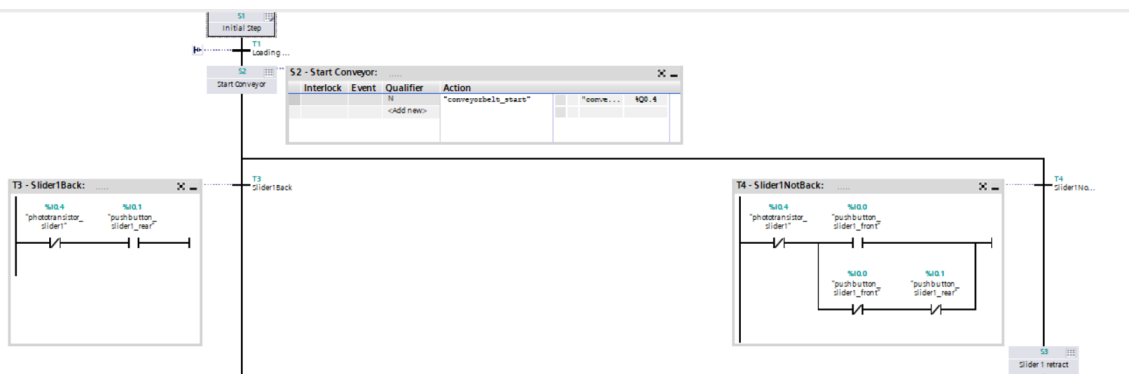 S1
Initial Step
T1
Loading ...
S2
Start Conveyor
S2 - Start Conveyor: .....
Interlock Event Qualifier Action
N "conveyorbelt_start" "conve... %Q0.4
<Add new>
T3 - Slider1Back: .....
%I0.4 %I0.1
"phototransistor_ "pushbutton_
slider1" slider1_rear"
T3
Slider1Back
T4 - Slider1NotBack: .....
%I0.4 %I0.0
"phototransistor_ "pushbutton_
slider1" slider1_front"
%I0.0 %I0.1
"pushbutton_ "pushbutton_
slider1_front" slider1_rear"
T4
Slider1No...
S3
Slider 1 retract